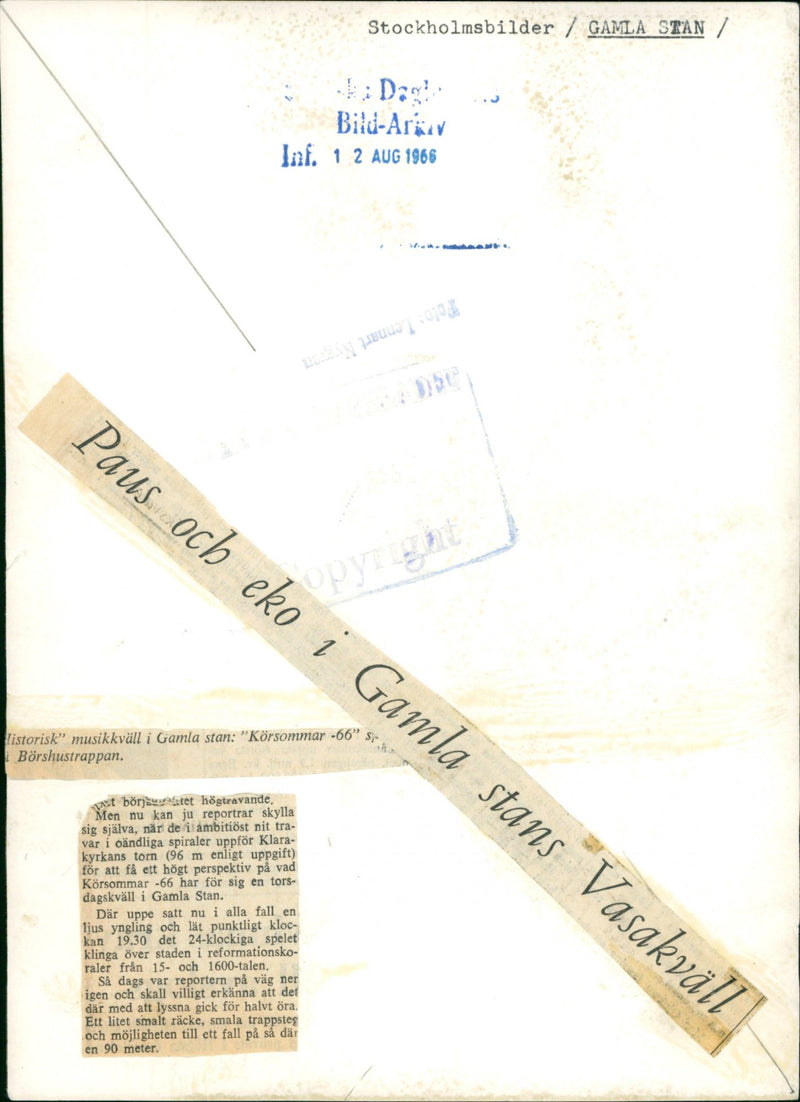 Stockholmsbilder / GAMLA STAN /
Bild-Arkiv
Inf. 12 AUG 1966
Foto: Lennart Nygren
Copyright
Paus och eko i Gamla stans Vasakväll
istorisk" musikkväll i Gamla stan: "Körsommar -66"
i Börshustrappan.
högtravande.
Men nu kan ju reportrar skylla
sig själva, när de i ambitiöst nit tra-
var i oändliga spiraler uppför Klara-
kyrkans torn (96 m enligt uppgift)
för att få ett högt perspektiv på vad
Körsommar -66 har för sig en tors-
dagskväll i Gamla Stan.
Där uppe satt nu i alla fall en
ljus yngling och lät punktligt kloc-
kan 19.30 det 24-klockiga spelet
klinga över staden i reformationsko-
raler från 15- och 1600-talen.
Så dags var reportern på väg ner
igen och skall villigt erkänna att det
där med att lyssna gick för halvt öra.
Ett litet smalt räcke, smala trappsteg
och möjligheten till ett fall på så där
en 90 meter.